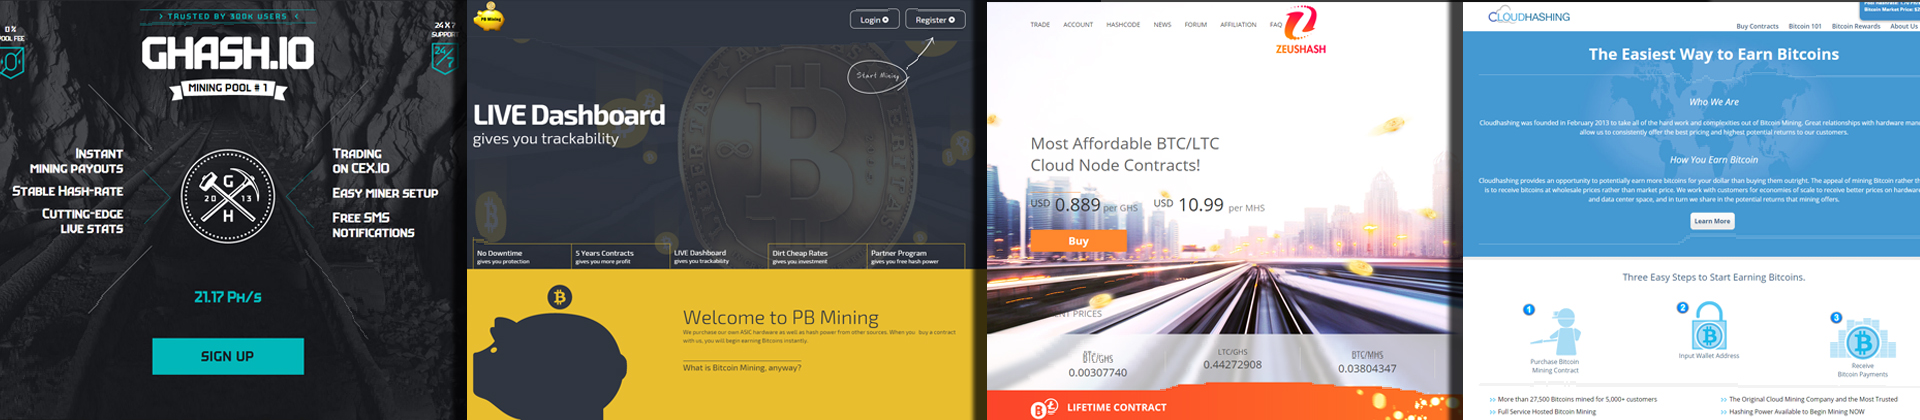 TRUSTED BY 300K USERS
0%
POOL FEE
24 X 7
SUPPORT
24
7
GHASH.IO
MINING POOL # 1
INSTANT
MINING PAYOUTS
STABLE HASH-RATE
CUTTING-EDGE
LIVE STATS
G
20 13
H
TRADING
ON CEX.IO
EASY MINER SETUP
FREE SMS
NOTIFICATIONS
21.17 PH/S
SIGN UP
PB Mining
Login
Register
Start Mining
LIVE Dashboard
gives you trackability
No Downtime
gives you protection
5 Years Contracts
gives you more profit
LIVE Dashboard
gives you trackability
Dirt Cheap Rates
gives you investment
Partner Program
gives you free hash power
Welcome to PB Mining
We purchase our own ASIC hardware as well as hash power from other sources. When you buy a contract
with us, you will begin earning Bitcoins instantly.
What is Bitcoin Mining, anyway?
TRADE ACCOUNT HASHCODE NEWS FORUM AFFILIATION FAQ
ZEUSHASH
Most Affordable BTC/LTC
Cloud Node Contracts!
USD 0.889 per GHS USD 10.99 per MHS
Buy
NT PRICES
BTC/GHS
0.00307740
LTC/GHS
0.44272908
BTC/MHS
0.03804347
LIFETIME CONTRACT
CLOUDHASHING
Bitcoin Market Price: $
Buy Contracts Bitcoin 101 Bitcoin Rewards About Us
The Easiest Way to Earn Bitcoins
Who We Are
Cloudhashing was founded in February 2013 to take all of the hard work and complexities out of Bitcoin Mining. Great relationships with hardware man
allow us to consistently offer the best pricing and highest potential returns to our customers.
How You Earn Bitcoin
Cloudhashing provides an opportunity to potentially earn more bitcoins for your dollar than buying them outright. The appeal of mining Bitcoin rather th
is to receive bitcoins at wholesale prices rather than market price. We work with customers for economies of scale to receive better prices on hardware
and data center space, and in turn we share in the potential returns that mining offers.
Learn More
Three Easy Steps to Start Earning Bitcoins.
1
Purchase Bitcoin
Mining Contract
2
Input Wallet Address
3
Receive
Bitcoin Payments
More than 27,500 Bitcoins mined for 5,000+ customers
Full Service Hosted Bitcoin Mining
The Original Cloud Mining Company and the Most Trusted
Hashing Power Available to Begin Mining NOW